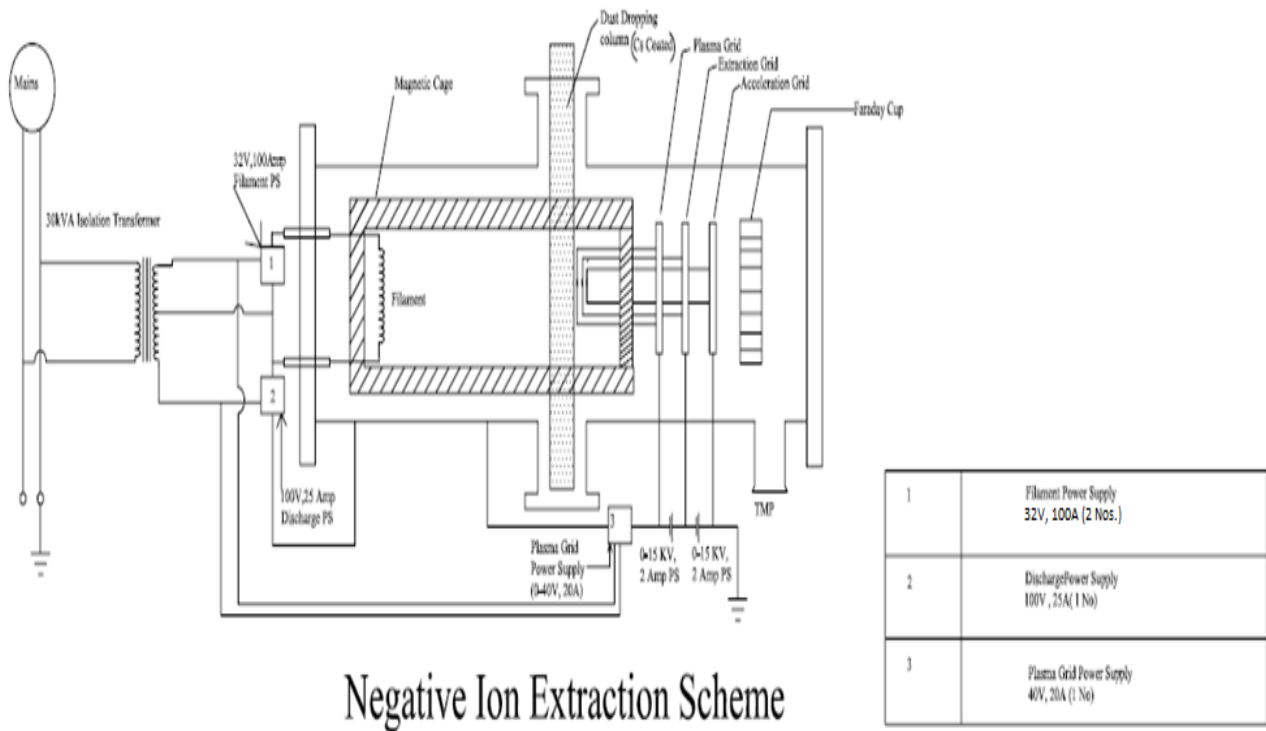 Mains
30kVA Isolation Transformer
32V,100Amp
Filament PS
1
2
100V,25 Amp
Discharge PS
Magnetic Cage
Filament
Dust Dropping
column (Cs Coated)
Plasma Grid
Extraction Grid
Acceleration Grid
Faraday Cup
TMP
3
Plasma Grid
Power Supply
(0-40V, 20A)
0-15 KV,
2 Amp PS
0-15 KV,
2 Amp PS
1
Filament Power Supply
32V, 100A (2 Nos.)
2
DischargePower Supply
100V , 25A( 1 No)
3
Plasma Grid Power Supply
40V, 20A (1 No)
Negative Ion Extraction Scheme